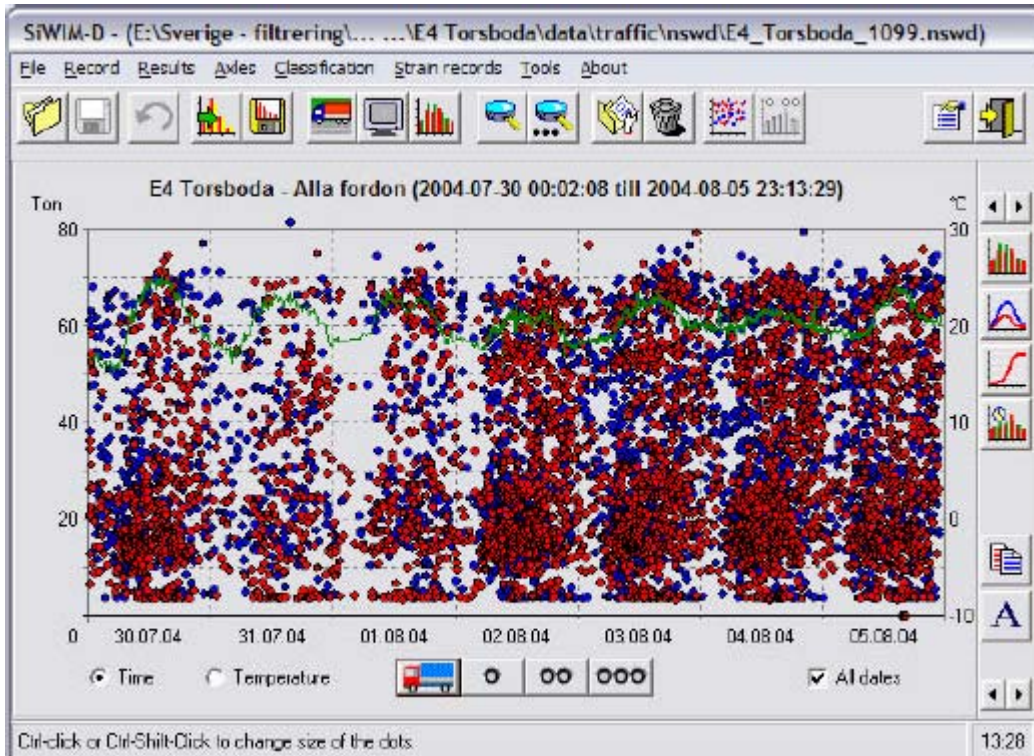 SiWIM-D - (E:\Sverige - filtrering\... ...\E4 Torsboda\data\traffic\nswd\E4_Torsboda_1099.nswd)
File Record Results Axles Classification Strain records Tools About
E4 Torsboda - Alla fordon (2004-07-30 00:02:08 till 2004-08-05 23:13:29)
Ton °C
80 30
60 20
40 10
20 0
-10
0 30.07.04 31.07.04 01.08.04 02.08.04 03.08.04 04.08.04 05.08.04
A
Time Temperature All dates
Ctrl-click or Ctrl-Shift-Click to change size of the dots 13:28